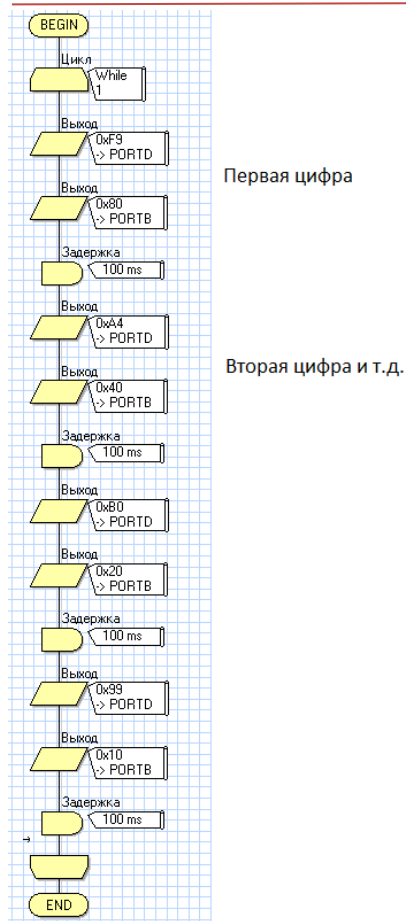 BEGIN
Цикл
While
1
Выход
0xF9
-> PORTD
Первая цифра
Выход
0x80
-> PORTB
Задержка
100 ms
Выход
0xA4
-> PORTD
Вторая цифра и т.д.
Выход
0x40
-> PORTB
Задержка
100 ms
Выход
0xB0
-> PORTD
Выход
0x20
-> PORTB
Задержка
100 ms
Выход
0x99
-> PORTD
Выход
0x10
-> PORTB
Задержка
100 ms
END